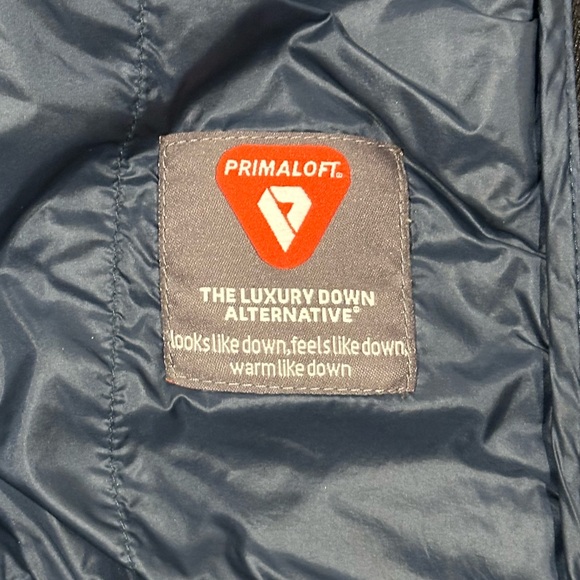 PRIMALOFT
THE LUXURY DOWN
ALTERNATIVE®
looks like down, feels like down,
warm like down